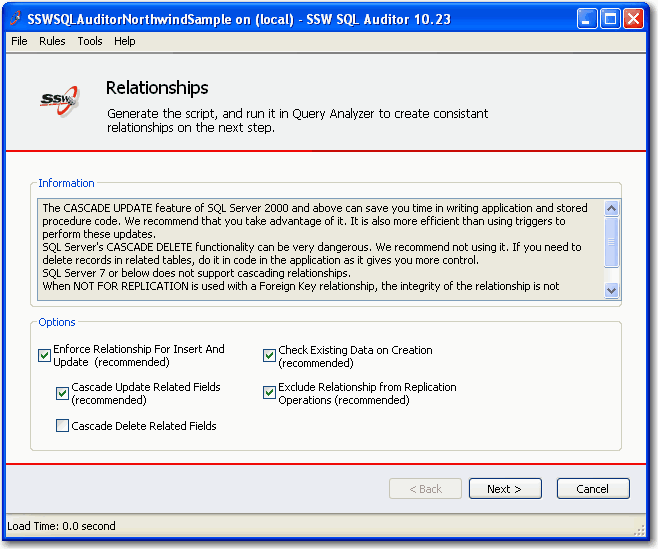 SSWSQLAuditorNorthwindSample on (local) - SSW SQL Auditor 10.23
File Rules Tools Help
SSW
Relationships
Generate the script, and run it in Query Analyzer to create consistant
relationships on the next step.
Information
The CASCADE UPDATE feature of SQL Server 2000 and above can save you time in writing application and stored
procedure code. We recommend that you take advantage of it. It is also more efficient than using triggers to
perform these updates.
SQL Server's CASCADE DELETE functionality can be very dangerous. We recommend not using it. If you need to
delete records in related tables, do it in code in the application as it gives you more control.
SQL Server 7 or below does not support cascading relationships.
When NOT FOR REPLICATION is used with a Foreign Key relationship, the integrity of the relationship is not
Options
Enforce Relationship For Insert And
Update (recommended)
Check Existing Data on Creation
(recommended)
Cascade Update Related Fields
(recommended)
Exclude Relationship from Replication
Operations (recommended)
Cascade Delete Related Fields
< Back Next > Cancel
Load Time: 0.0 second